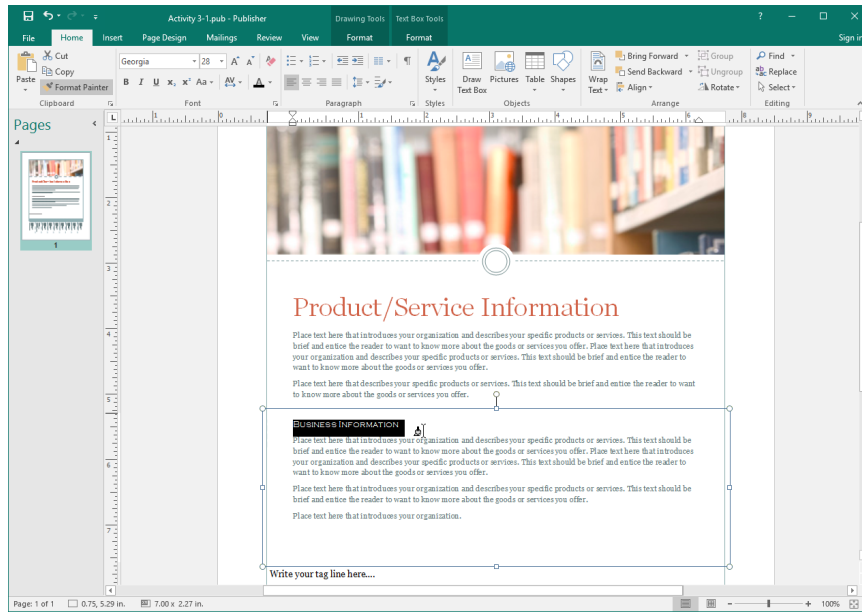 Activity 3-1.pub - Publisher
Drawing Tools Text Box Tools
File Home Insert Page Design Mailings Review View Format Format Sign in
Paste
Cut
Copy
Format Painter
Clipboard
Georgia 28
B I U x₂ x² Aa AV A
Font
Paragraph
Styles
Styles
Draw Text Box
Pictures
Table
Shapes
Objects
Wrap Text
Bring Forward
Send Backward
Align
Group
Ungroup
Rotate
Arrange
Find
Replace
Select
Editing
Pages
1
Product/Service Information
Place text here that introduces your organization and describes your specific products or services. This text should be
brief and entice the reader to want to know more about the goods or services you offer. Place text here that introduces
your organization and describes your specific products or services. This text should be brief and entice the reader to
want to know more about the goods or services you offer.
Place text here that describes your specific products or services. This text should be brief and entice the reader to want
to know more about the goods or services you offer.
Business Information
Place text here that introduces your organization and describes your specific products or services. This text should be
brief and entice the reader to want to know more about the goods or services you offer. Place text here that introduces
your organization and describes your specific products or services. This text should be brief and entice the reader to
want to know more about the goods or services you offer.
Place text here that introduces your organization and describes your specific products or services. This text should be
brief and entice the reader to want to know more about the goods or services you offer.
Place text here that introduces your organization.
Write your tag line here....
Page: 1 of 1 0.75, 5.29 in. 7.00 x 2.27 in. 100%